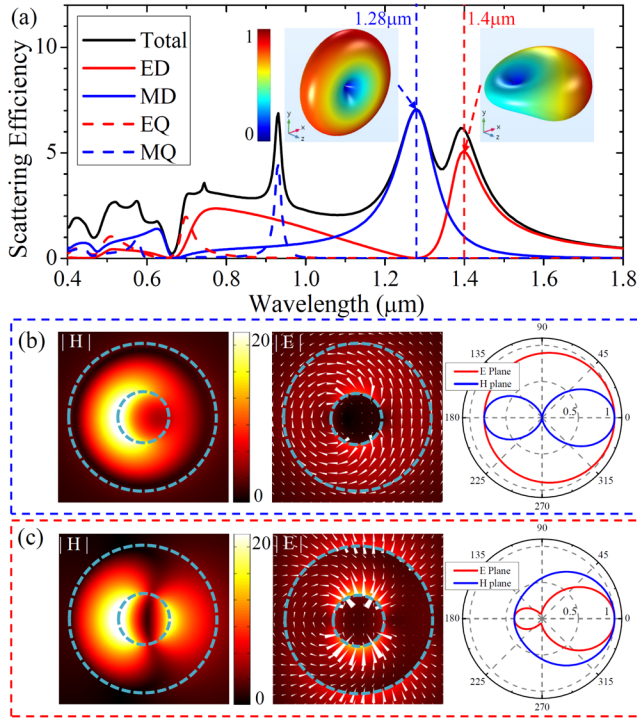 (a)
1.28μm
1.4μm
12
10
5
0
Scattering Efficiency
Total
ED
MD
EQ
MQ
1
0
y
x
z
y
x
z
0.4
0.6
0.8
1.0
1.2
1.4
1.6
1.8
Wavelength (μm)
(b)
|H|
20
0
|E|
E Plane
H plane
90
135
45
180
0.5
0
225
315
270
(c)
|H|
20
0
|E|
E Plane
H plane
90
135
45
180
0.5
0
225
315
270